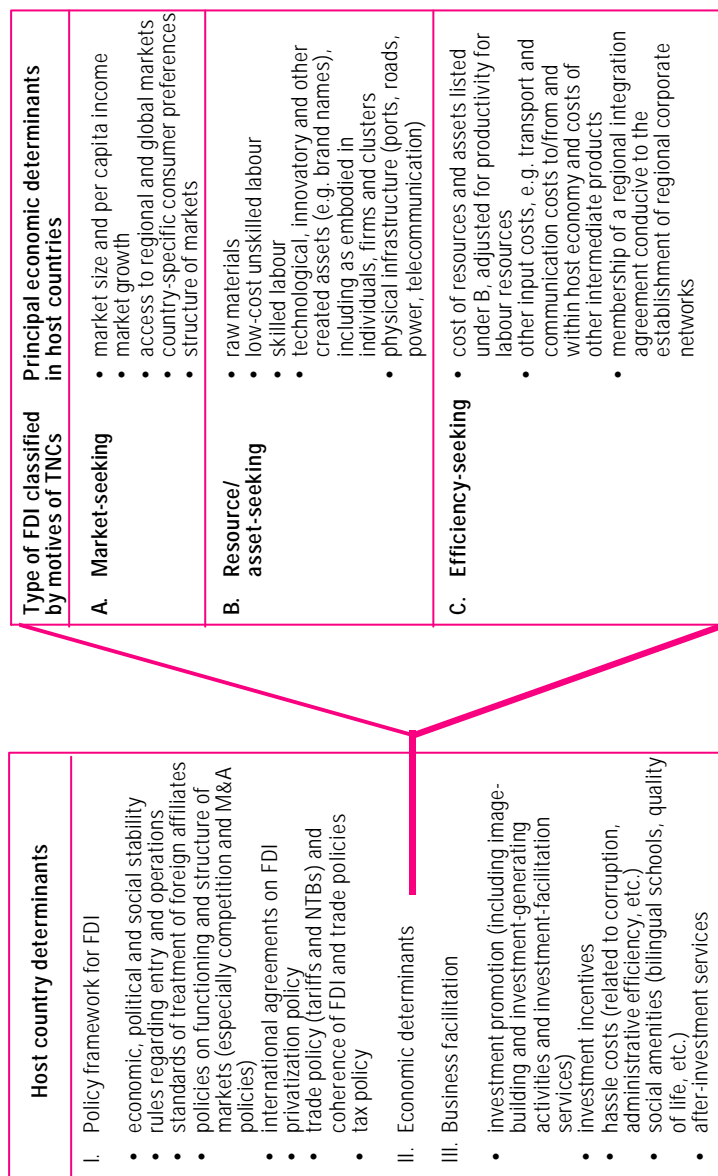 Host country determinants
I. Policy framework for FDI
• economic, political and social stability
• rules regarding entry and operations
• standards of treatment of foreign affiliates
• policies on functioning and structure of
markets (especially competition and M&A
policies)
• international agreements on FDI
• privatization policy
• trade policy (tariffs and NTBs) and
coherence of FDI and trade policies
• tax policy
II. Economic determinants
III. Business facilitation
• investment promotion (including image-
building and investment-generating
activities and investment-facilitation
services)
• investment incentives
• hassle costs (related to corruption,
administrative efficiency, etc.)
• social amenities (bilingual schools, quality
of life, etc.)
• after-investment services
Type of FDI classified
by motives of TNCs
Principal economic determinants
in host countries
A. Market-seeking
• market size and per capita income
• market growth
• access to regional and global markets
• country-specific consumer preferences
• structure of markets
B. Resource/
asset-seeking
• raw materials
• low-cost unskilled labour
• skilled labour
• technological, innovatory and other
created assets (e.g. brand names),
including as embodied in
individuals, firms and clusters
• physical infrastructure (ports, roads,
power, telecommunication)
C. Efficiency-seeking
• cost of resources and assets listed
under B, adjusted for productivity for
labour resources
• other input costs, e.g. transport and
communication costs to/from and
within host economy and costs of
other intermediate products
• membership of a regional integration
agreement conducive to the
establishment of regional corporate
networks